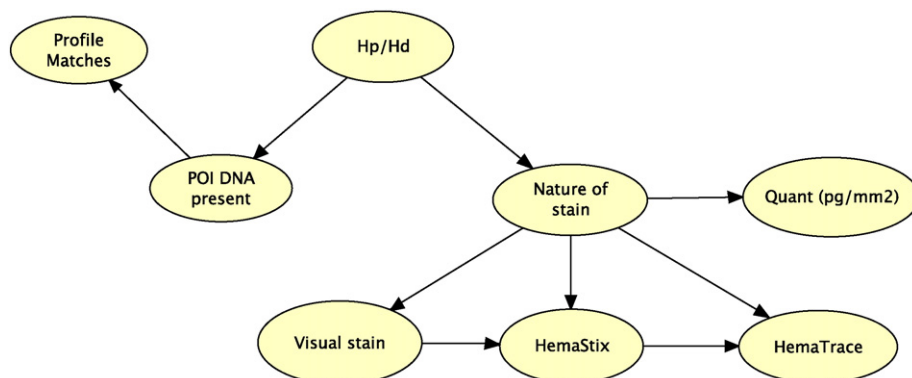 Profile
Matches
Hp/Hd
POI DNA
present
Nature of
stain
Quant (pg/mm2)
Visual stain
HemaStix
HemaTrace